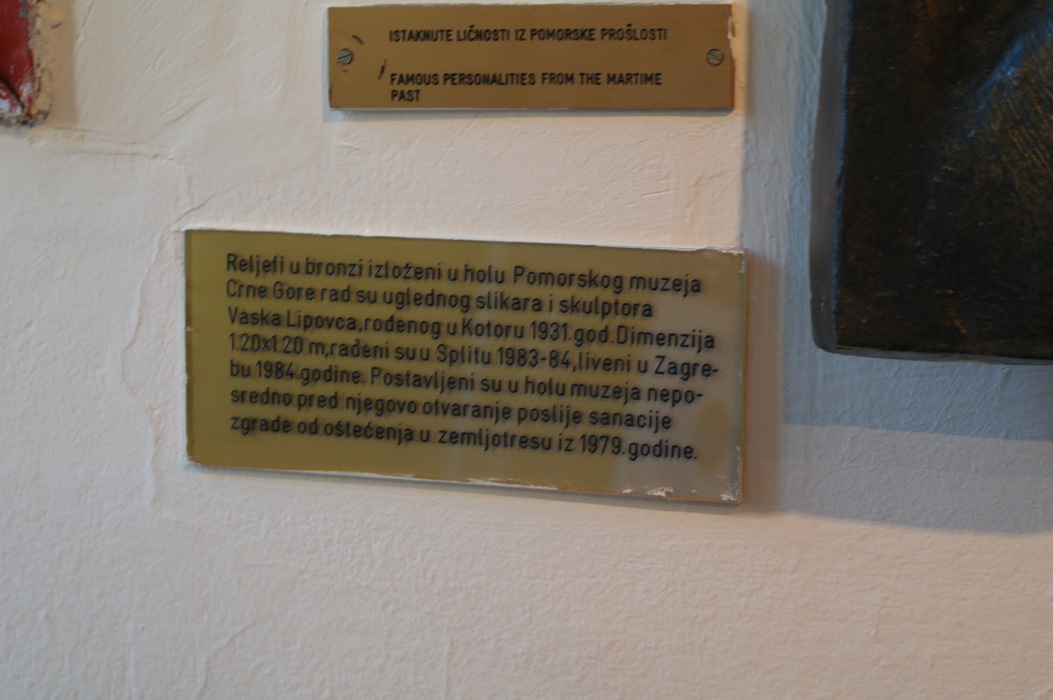 ISTAKNUTE LIČNOSTI IZ POMORSKE PROŠLOSTI
FAMOUS PERSONALITIES FROM THE MARTIME
PAST
Reljefi u bronzi izloženi u holu Pomorskog muzeja
Crne Gore rad su uglednog slikara i skulptora
Vaska Lipovca,rođenog u Kotoru 1931.god.Dimenzija
1.20x1.20 m,rađeni su u Splitu 1983-84,liveni u Zagre-
bu 1984.godine. Postavljeni su u holu muzeja nepo-
sredno pred njegovo otvaranje poslije sanacije
zgrade od oštećenja u zemljotresu iz 1979.godine.